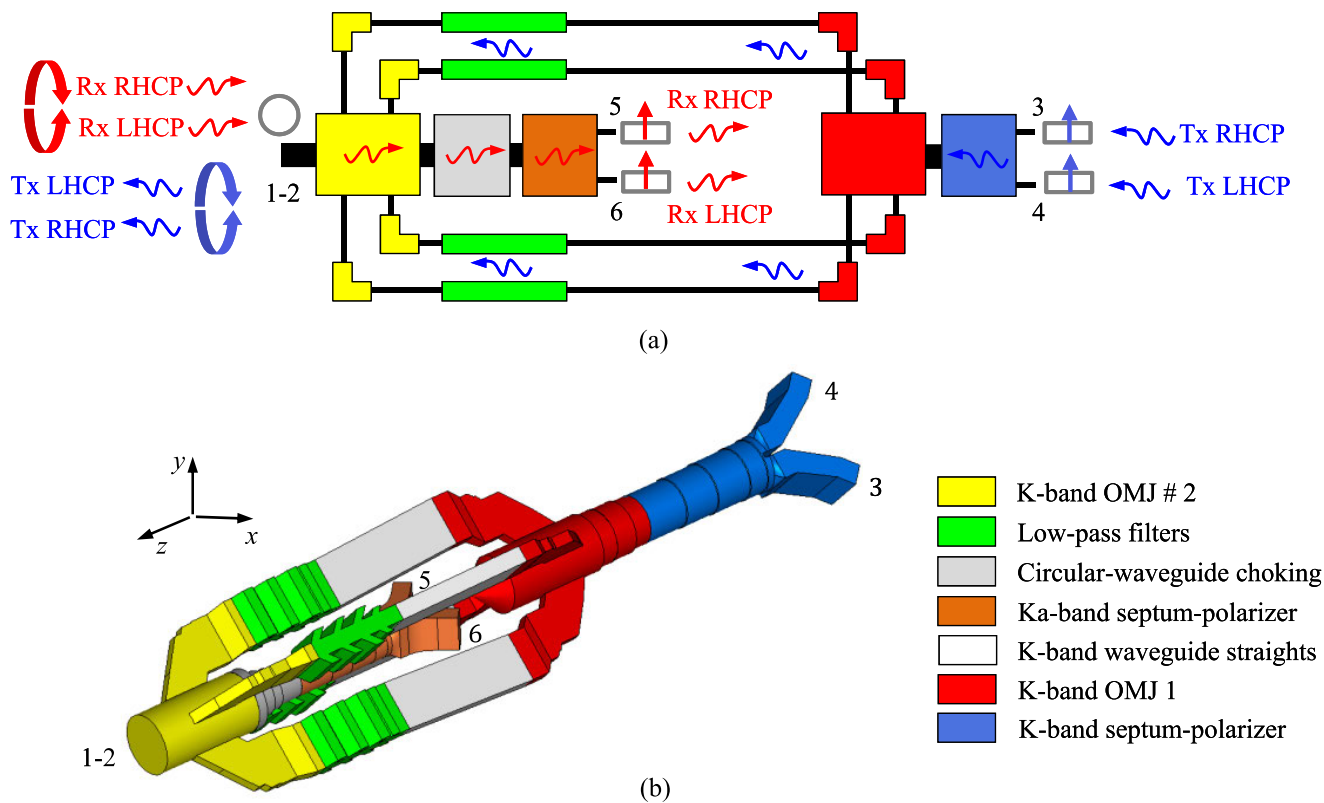 5
Rx RHCP
3
Rx RHCP
Tx RHCP
Rx LHCP
Tx LHCP
1-2
Tx LHCP
6
Rx LHCP
4
Tx RHCP
(a)
4
3
y
x
z
5
6
1-2
K-band OMJ # 2
Low-pass filters
Circular-waveguide choking
Ka-band septum-polarizer
K-band waveguide straights
K-band OMJ 1
K-band septum-polarizer
(b)